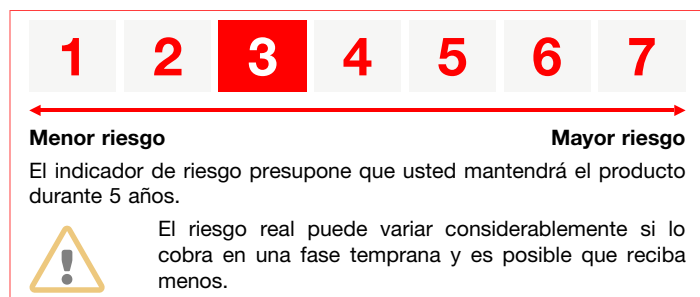 1 2 3 4 5 6 7
Menor riesgo Mayor riesgo
El indicador de riesgo presupone que usted mantendrá el producto
durante 5 años.
El riesgo real puede variar considerablemente si lo
cobra en una fase temprana y es posible que reciba
menos.